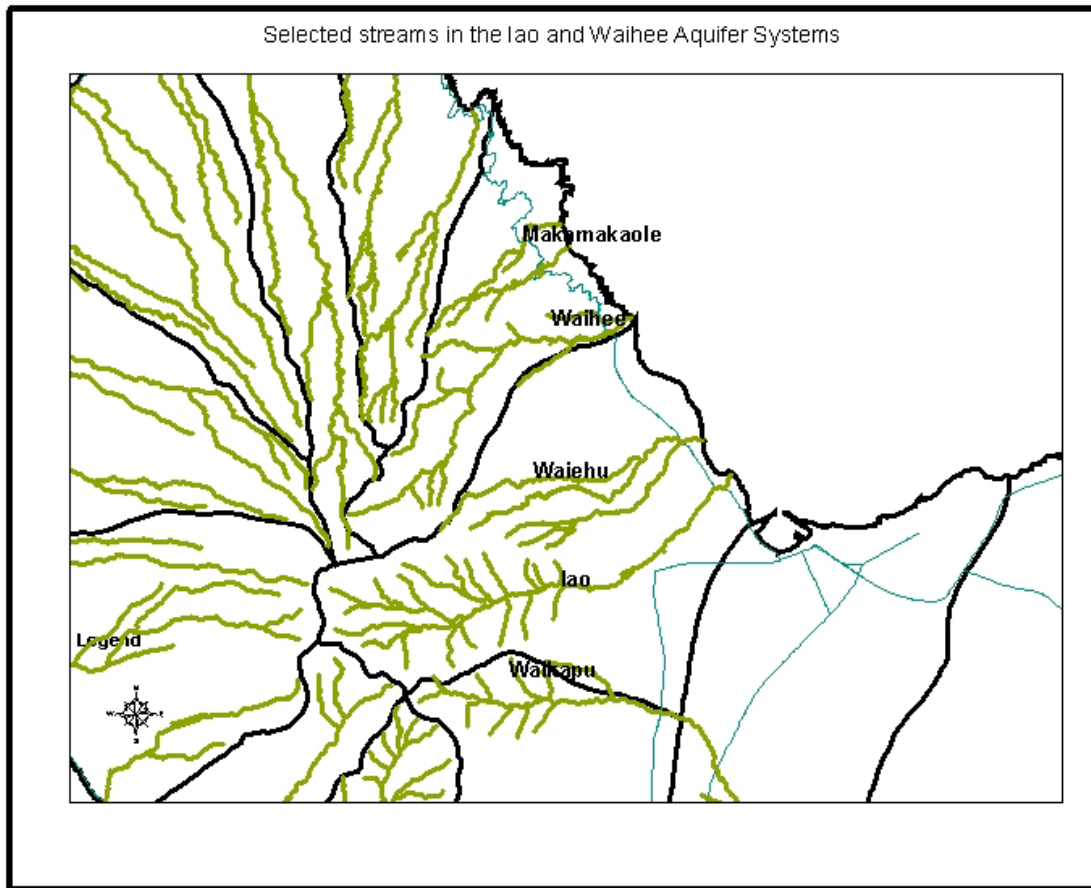 Selected streams in the Iao and Waihee Aquifer Systems
Makamakaole
Waihee
Waiehu
Iao
Legend
Waikapu
N
W
E
S